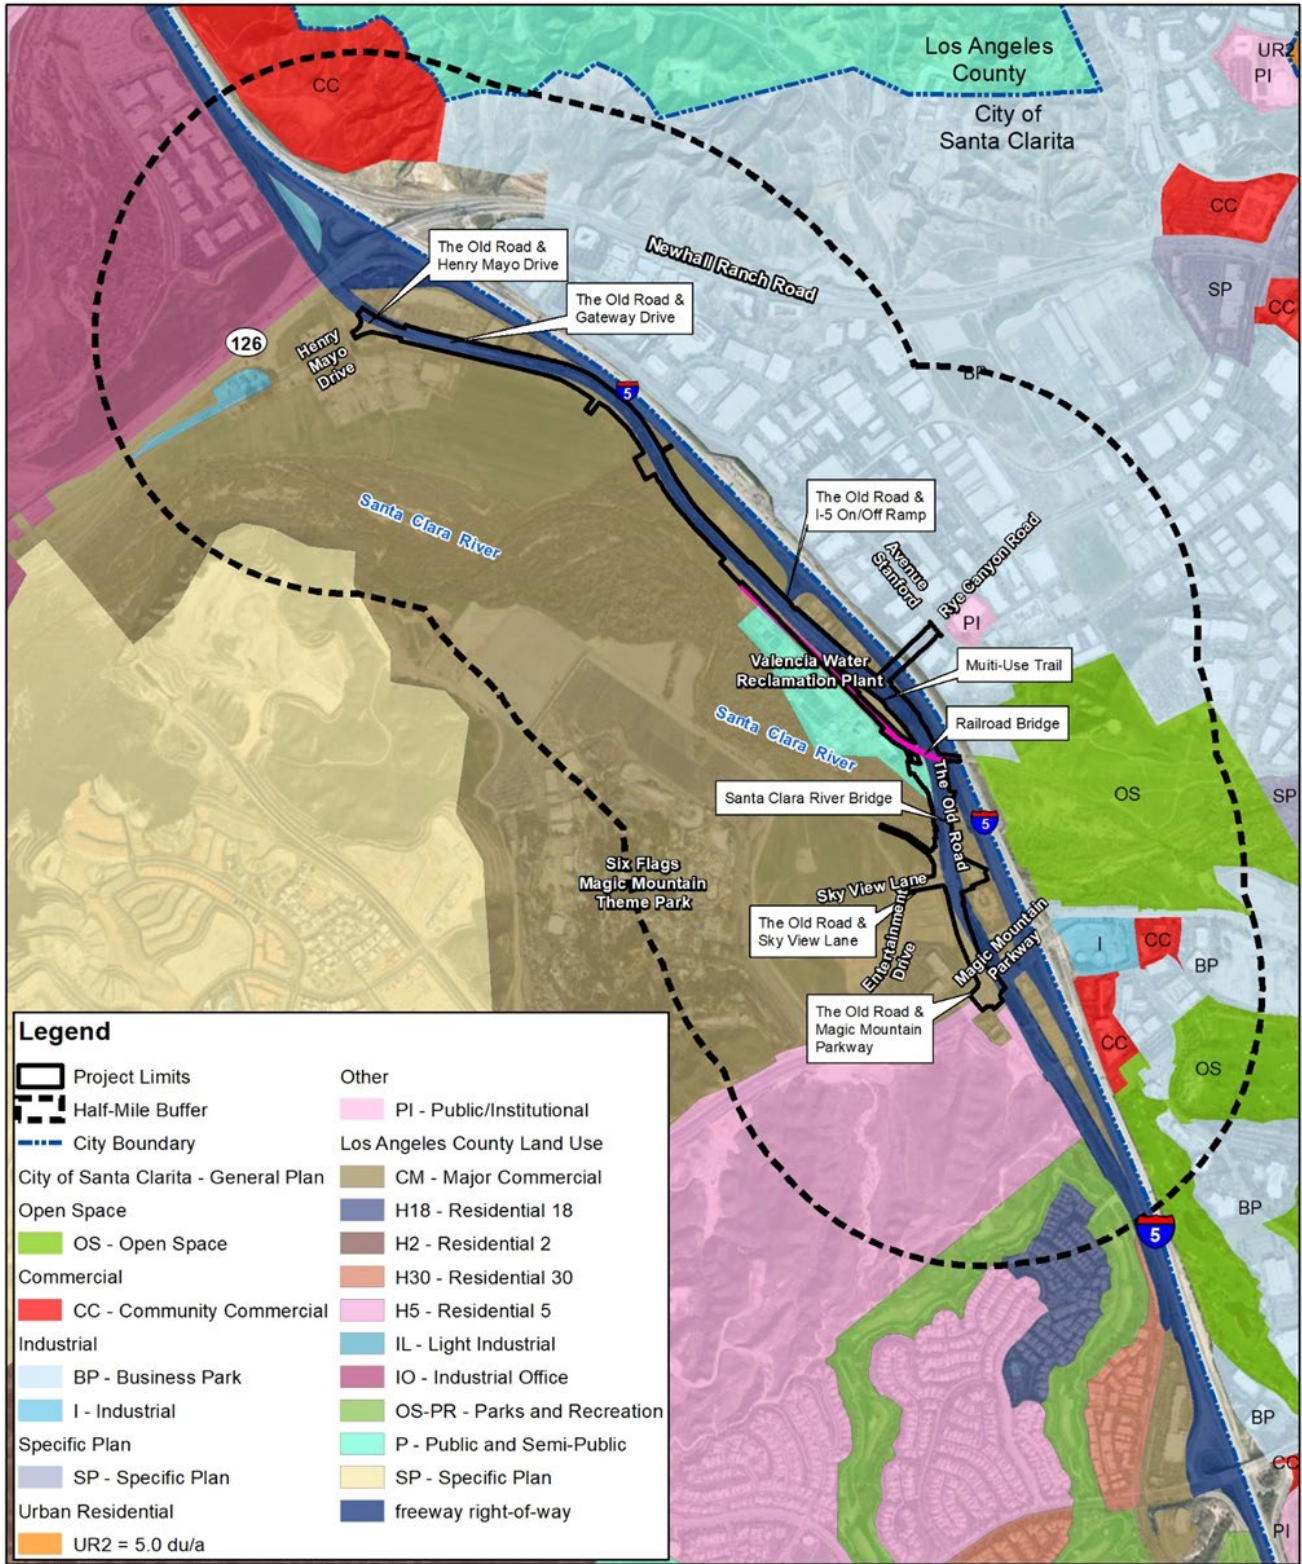 Los Angeles
County
City of
Santa Clarita
UR2
PI
CC
CC
SP
CC
The Old Road &
Henry Mayo Drive
Newhall Ranch Road
The Old Road &
Gateway Drive
126
Henry
Mayo
Drive
5
BP
Santa Clara River
The Old Road &
I-5 On/Off Ramp
Avenue
Stanford
Rye Canyon Road
PI
Valencia Water
Reclamation Plant
Muiti-Use Trail
Santa Clara River
Railroad Bridge
The Old Road
Santa Clara River Bridge
OS
SP
5
Six Flags
Magic Mountain
Theme Park
Sky View Lane
The Old Road &
Sky View Lane
Entertainment
Drive
Magic Mountain
Parkway
I
CC
BP
The Old Road &
Magic Mountain
Parkway
CC
OS
BP
5
BP
CC
PI
Legend
Project Limits
Half-Mile Buffer
City Boundary
City of Santa Clarita - General Plan
Open Space
OS - Open Space
Commercial
CC - Community Commercial
Industrial
BP - Business Park
I - Industrial
Specific Plan
SP - Specific Plan
Urban Residential
UR2 = 5.0 du/a
Other
PI - Public/Institutional
Los Angeles County Land Use
CM - Major Commercial
H18 - Residential 18
H2 - Residential 2
H30 - Residential 30
H5 - Residential 5
IL - Light Industrial
IO - Industrial Office
OS-PR - Parks and Recreation
P - Public and Semi-Public
SP - Specific Plan
freeway right-of-way